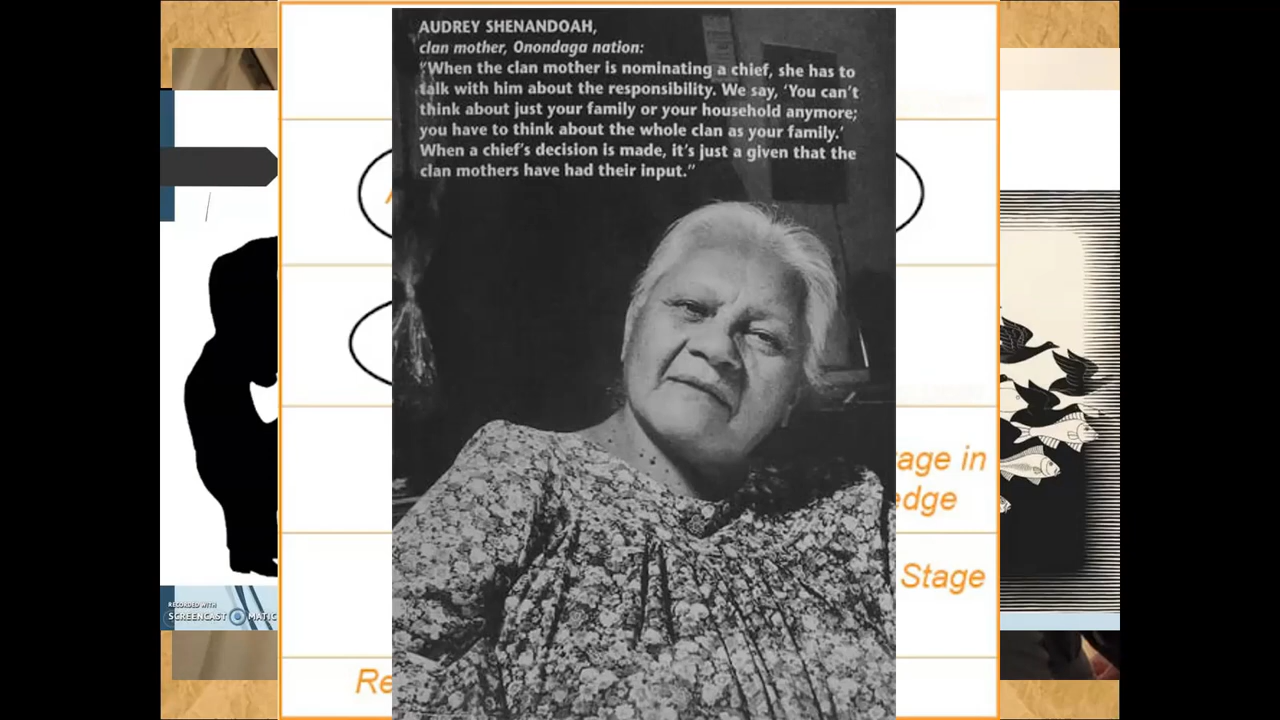 AUDREY SHENANDOAH,
clan mother, Onondaga nation:
"When the clan mother is nominating a chief, she has to
talk with him about the responsibility. We say, 'You can't
think about just your family or your household anymore;
you have to think about the whole clan as your family.'
When a chief's decision is made, it's just a given that the
clan mothers have had their input."
in
Stage
RECORDED WITH
SCREENCAST MATIC